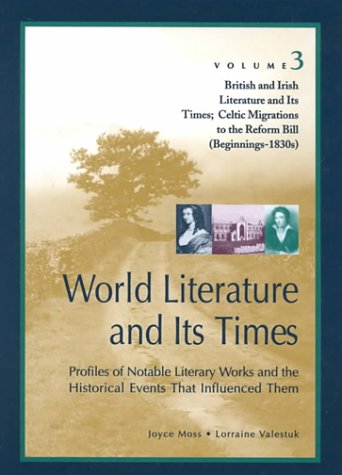 VOLUME 3
British and Irish
Literature and Its
Times; Celtic Migrations
to the Reform Bill
(Beginnings-1830s)
World Literature
and Its Times
Profiles of Notable Literary Works and the
Historical Events That Influenced Them
Joyce Moss • Lorraine Valestuk